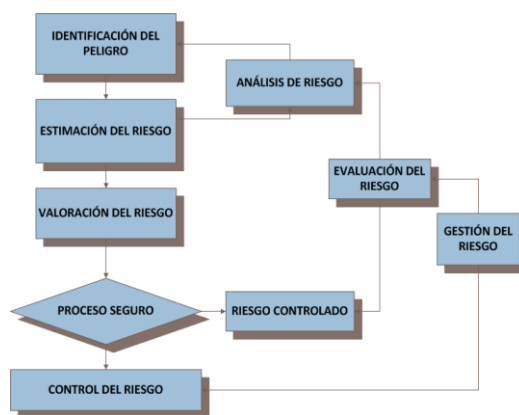 IDENTIFICACIÓN DEL
PELIGRO
ANÁLISIS DE RIESGO
ESTIMACIÓN DEL RIESGO
EVALUACIÓN DEL
RIESGO
VALORACIÓN DEL RIESGO
GESTIÓN DEL
RIESGO
PROCESO SEGURO
RIESGO CONTROLADO
CONTROL DEL RIESGO